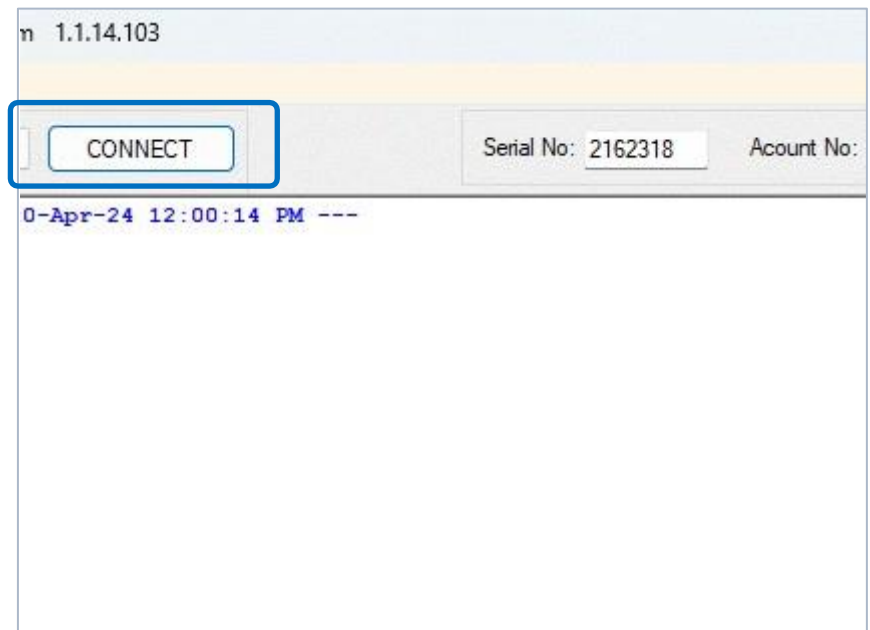 m 1.1.14.103
CONNECT Serial No: 2162318 Acount No:
0-Apr-24 12:00:14 PM ---